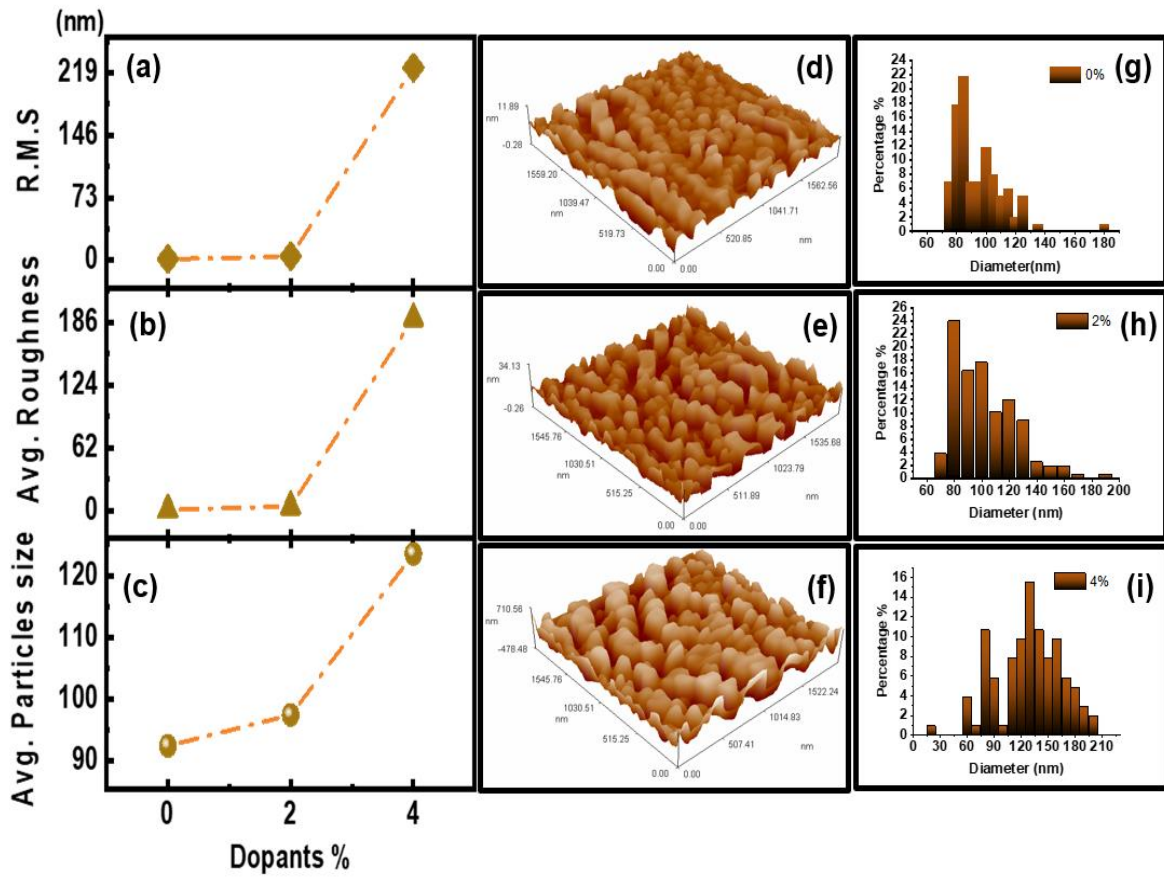 (nm)
R.M.S
219
146
73
0
(a)
Avg. Roughness
186
124
62
0
(b)
Avg. Particles size
120
110
100
90
(c)
0 2 4
Dopants %
(d)
11.89
nm
-0.28
1559.20
1039.47
nm
519.73
0.00
0.00
520.85
1041.71
nm
1562.56
(e)
34.13
nm
-0.26
1545.76
1030.51
nm
515.25
0.00
0.00
511.89
1023.79
nm
1535.68
(f)
710.56
nm
-478.48
1545.76
1030.51
nm
515.25
0.00
0.00
507.41
1014.83
nm
1522.24
(g)
0%
Percentage %
24
22
20
18
16
14
12
10
8
6
4
2
0
60 80 100 120 140 160 180
Diameter(nm)
(h)
2%
Percentage %
26
24
22
20
18
16
14
12
10
8
6
4
2
0
60 80 100 120 140 160 180 200
Diameter (nm)
(i)
4%
Percentage %
16
14
12
10
8
6
4
2
0
0 30 60 90 120 150 180 210
Diameter (nm)